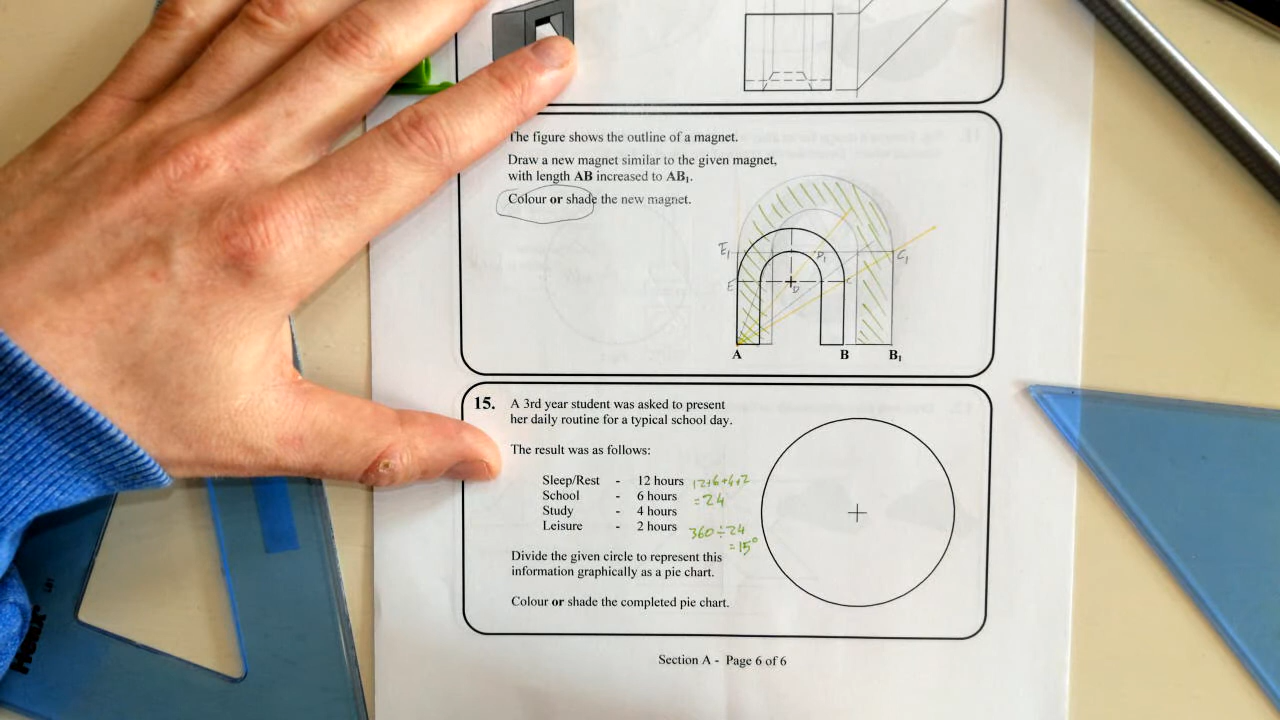 The figure shows the outline of a magnet.
Draw a new magnet similar to the given magnet,
with length AB increased to AB₁.
Colour or shade the new magnet.
E₁
D₁
C₁
E
D
C
A
B
B₁
15. A 3rd year student was asked to present
her daily routine for a typical school day.
The result was as follows:
Sleep/Rest - 12 hours
School - 6 hours
Study - 4 hours
Leisure - 2 hours
12+6+4+2
=24
360÷24
=15°
Divide the given circle to represent this
information graphically as a pie chart.
Colour or shade the completed pie chart.
Section A - Page 6 of 6
Helix